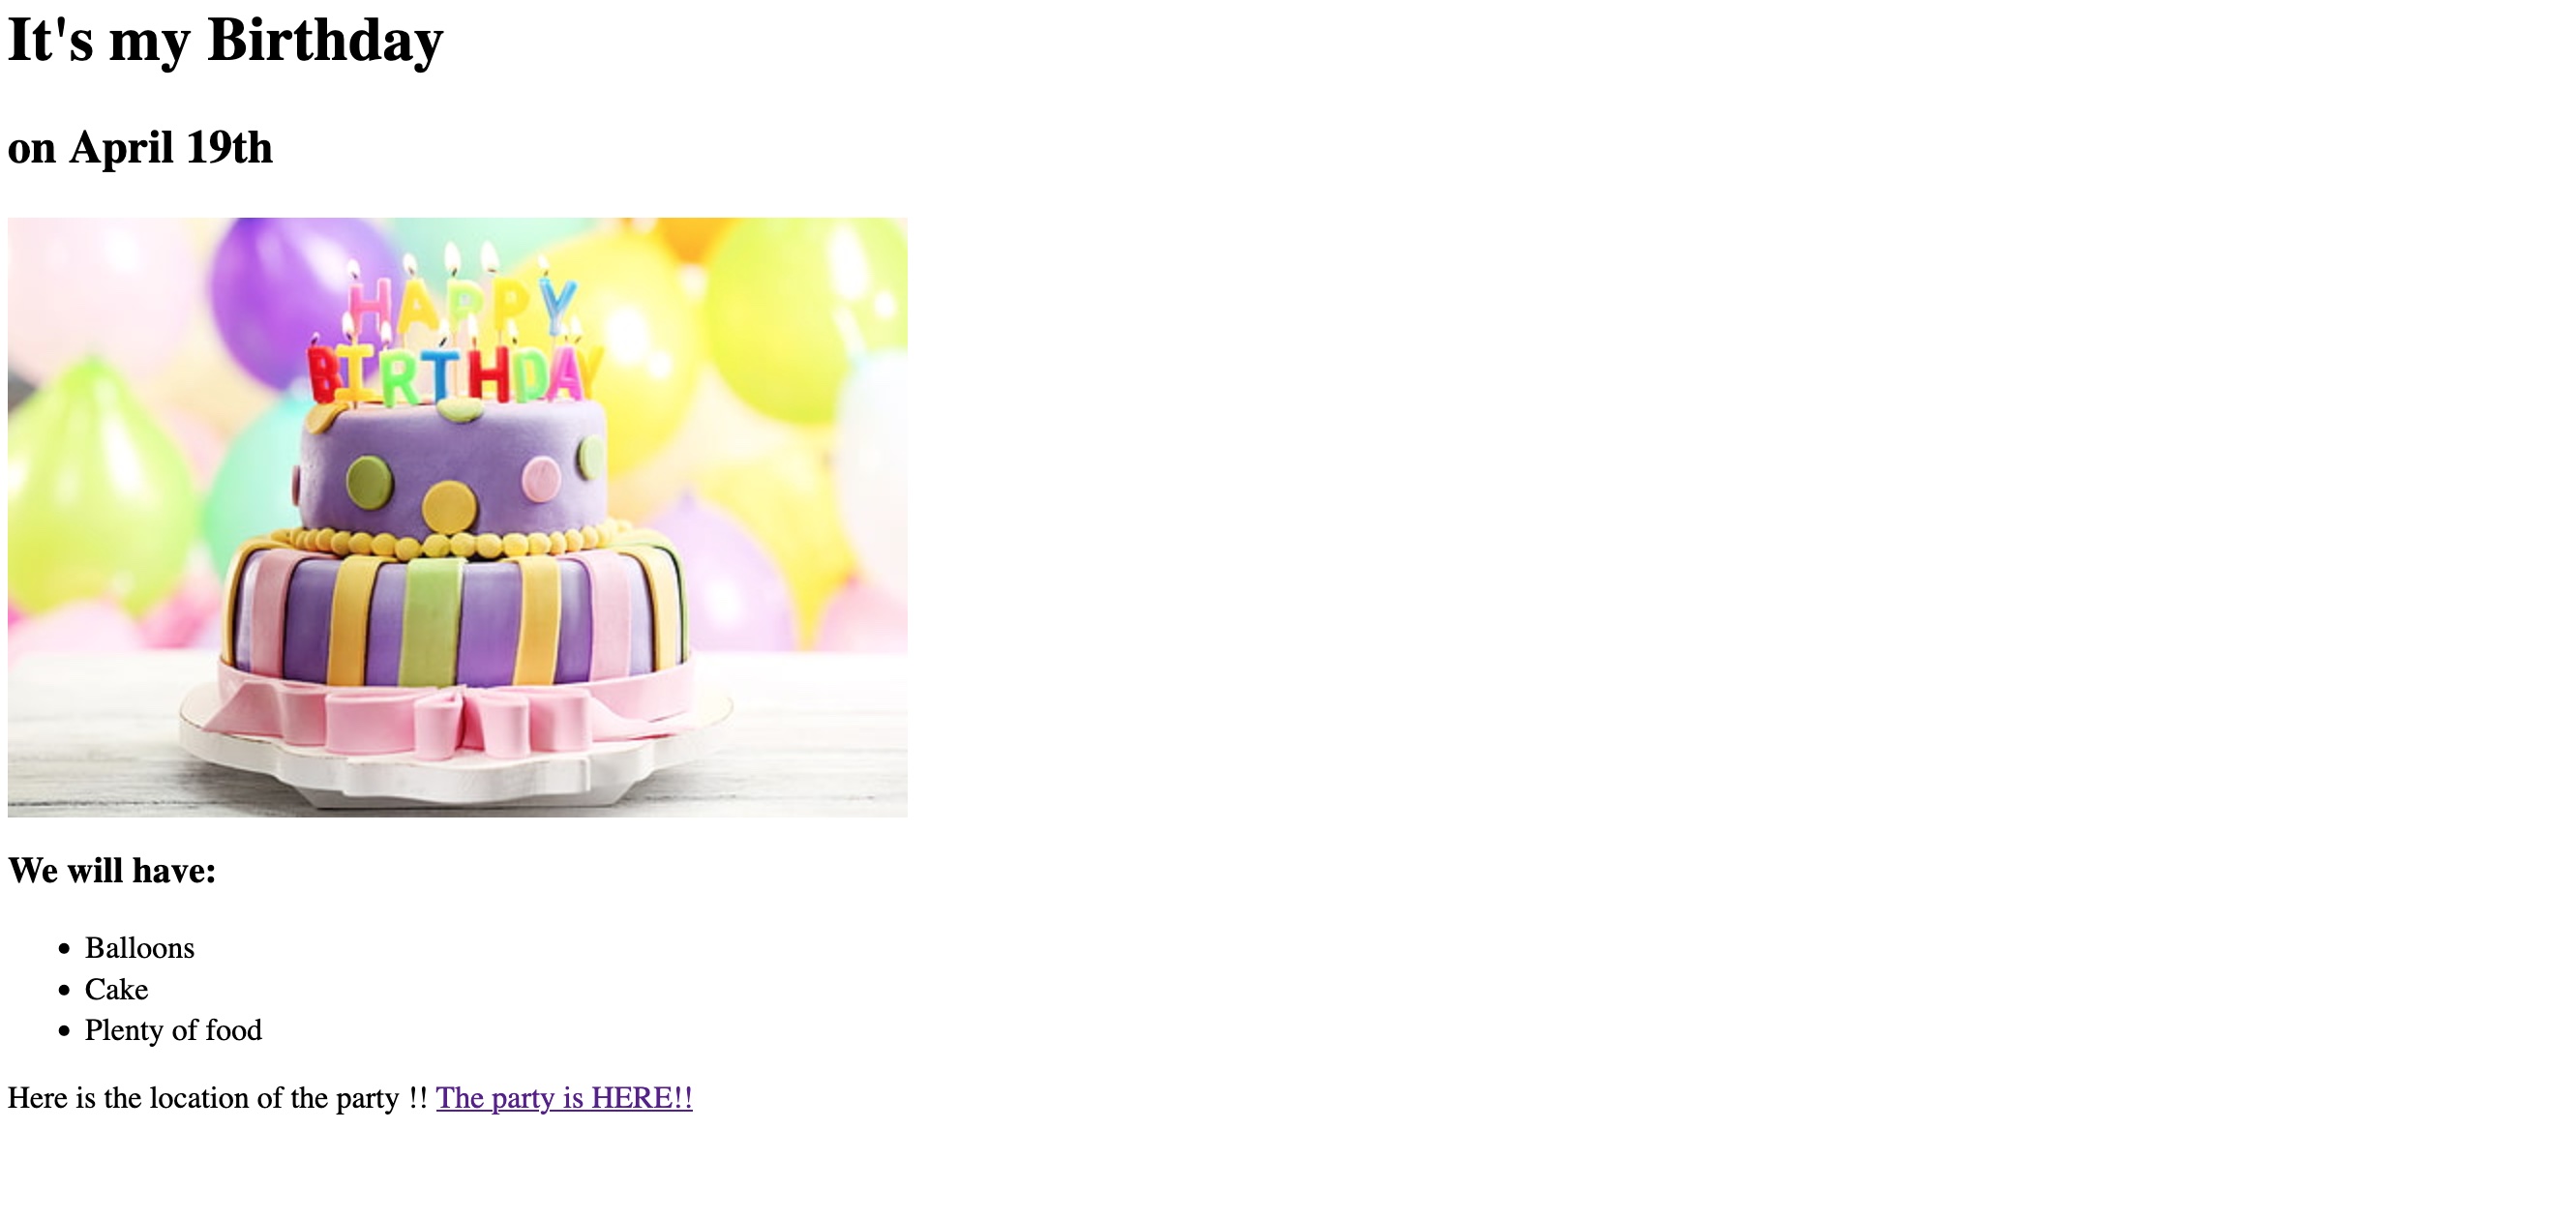 It's my Birthday
on April 19th
HAPPY
BIRTHDAY
We will have:
Balloons
Cake
Plenty of food
Here is the location of the party !! The party is HERE!!